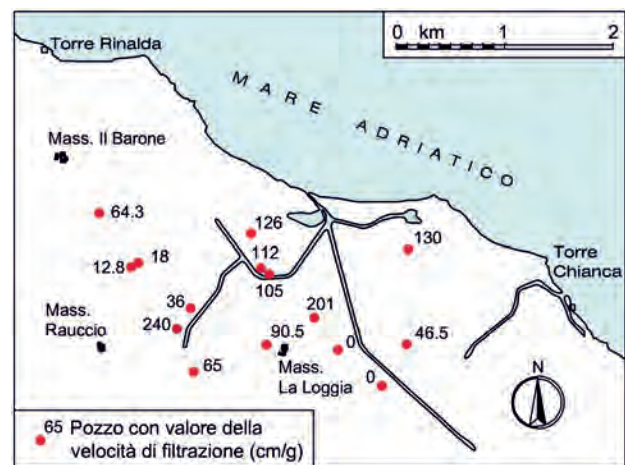 0 km 1 2
Torre Rinalda
MARE ADRIATICO
Mass. Il Barone
64.3
126
130
18
12.8
112
105
Torre
Chianca
36
201
Mass.
Rauccio
240
90.5
0
46.5
65
Mass.
La Loggia
0
N
65 Pozzo con valore della
velocità di filtrazione (cm/g)